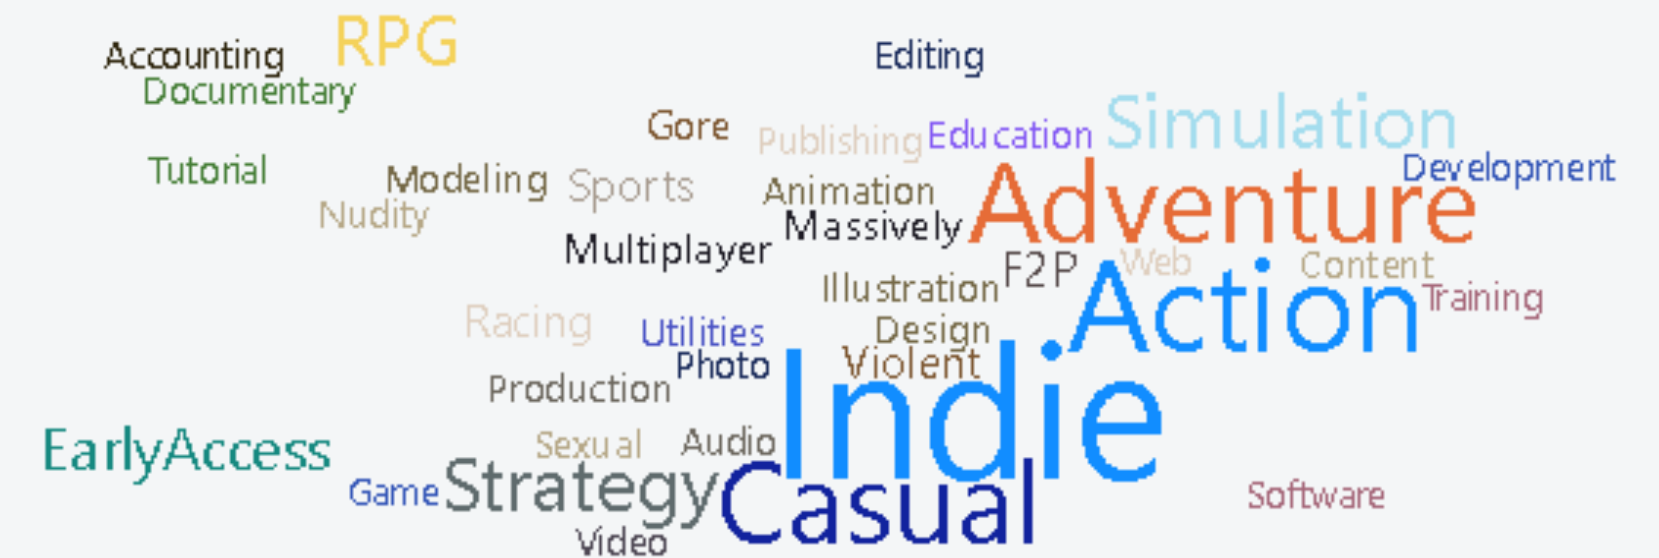 RPG
Accounting
Editing
Documentary
Gore
Publishing
Education
Simulation
Tutorial
Modeling
Sports
Animation
Development
Nudity
Massively
Adventure
Multiplayer
F2P
Web
Content
Illustration
Action
Training
Racing
Utilities
Design
Photo
Violent
Production
Indie
EarlyAccess
Sexual
Audio
Game
Strategy
Casual
Software
Video